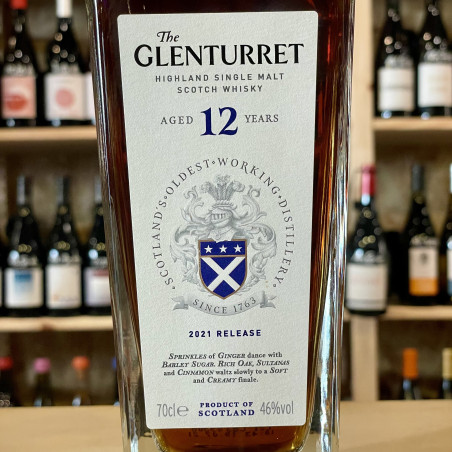 The
GLENTURRET
HIGHLAND SINGLE MALT
SCOTCH WHISKY
AGED 12 YEARS
SCOTLAND'S • OLDEST • WORKING • DISTILLERY
SINCE 1763
2021 RELEASE
SPRINKLES of GINGER dance with
BARLEY SUGAR. RICH OAK, SULTANAS
and CINNAMON waltz slowly to a SOFT
and CREAMY finale.
70cl e PRODUCT OF SCOTLAND 46%vol